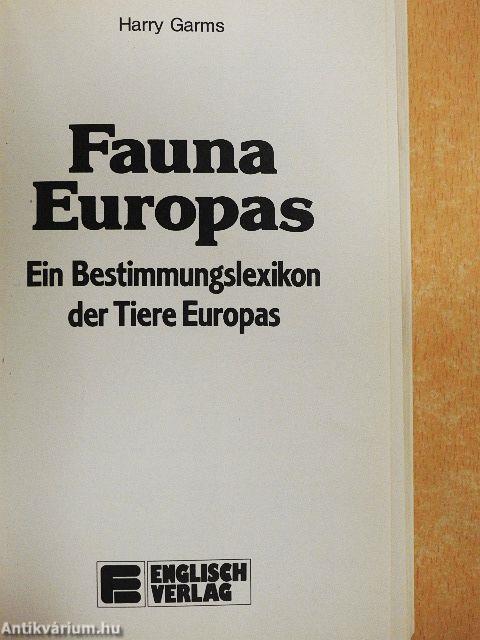 Harry Garms
Fauna
Europas
Ein Bestimmungslexikon
der Tiere Europas
ENGLISCH
VERLAG
Antikvárium.hu